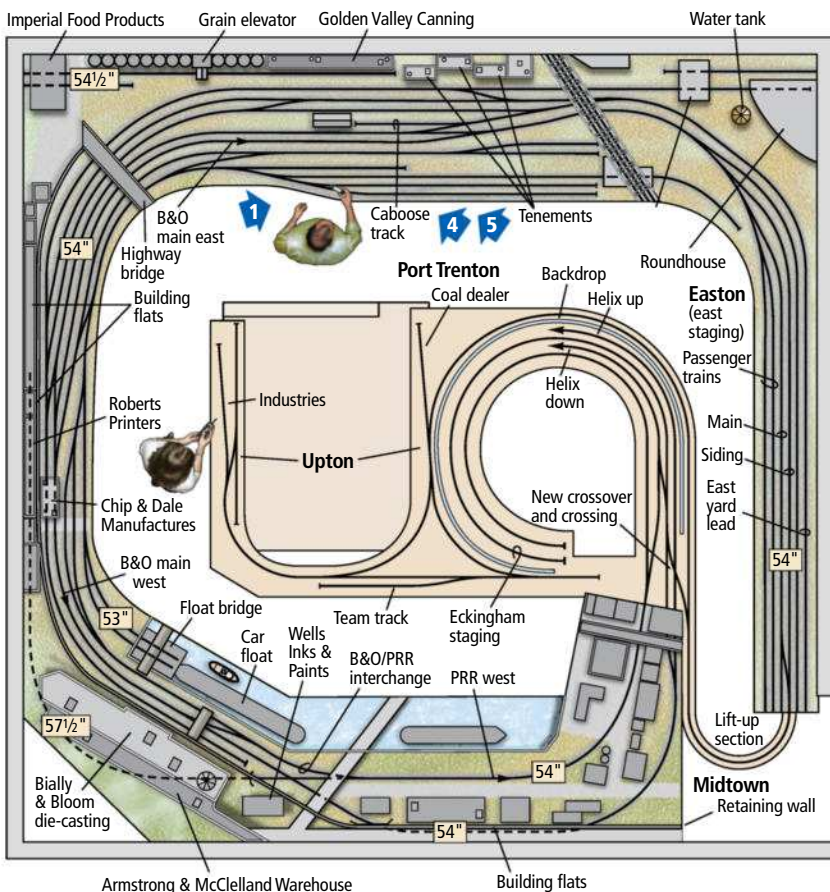 Imperial Food Products
Grain elevator
Golden Valley Canning
Water tank
54½"
B&O
main east
Highway
bridge
54"
1
Caboose
track
4
5
Tenements
Roundhouse
Port Trenton
Coal dealer
Backdrop
Helix up
Easton
(east
staging)
Building
flats
Passenger
trains
Helix
down
Industries
Roberts
Printers
Main
Upton
Siding
Chip & Dale
Manufactures
New crossover
and crossing
East
yard
lead
54"
B&O main
west
53"
Float bridge
Team track
Eckingham
staging
Car
float
Wells
Inks &
Paints
B&O/PRR
interchange
PRR west
57½"
54"
Lift-up
section
Bially
& Bloom
die-casting
Midtown
Retaining wall
54"
Armstrong & McClelland Warehouse
Building flats